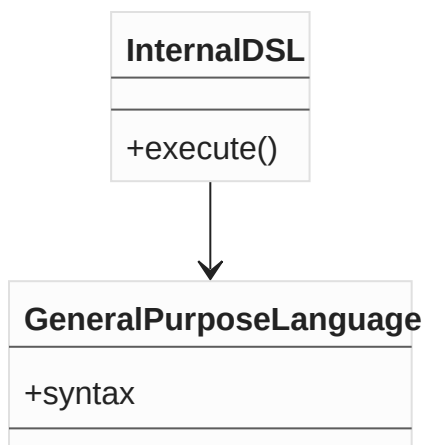 InternalDSL
+execute()
GeneralPurposeLanguage
+syntax